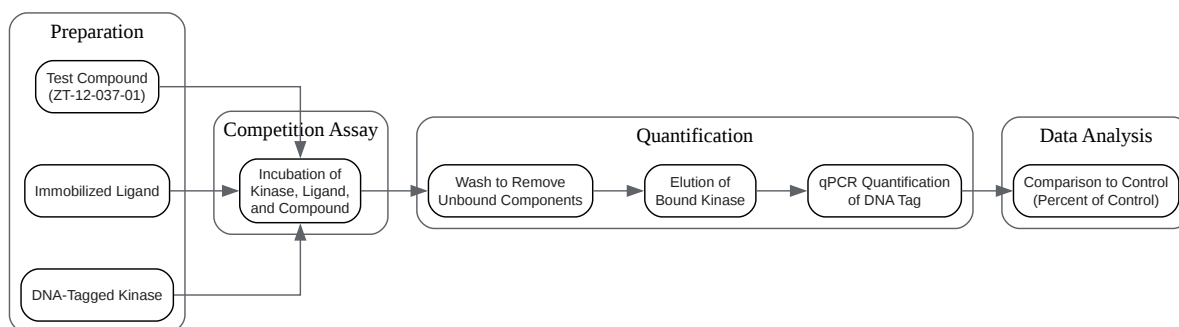 Preparation
Test Compound
(ZT-12-037-01)
Immobilized Ligand
DNA-Tagged Kinase
Competition Assay
Incubation of
Kinase, Ligand,
and Compound
Quantification
Wash to Remove
Unbound Components
Elution of
Bound Kinase
qPCR Quantification
of DNA Tag
Data Analysis
Comparison to Control
(Percent of Control)